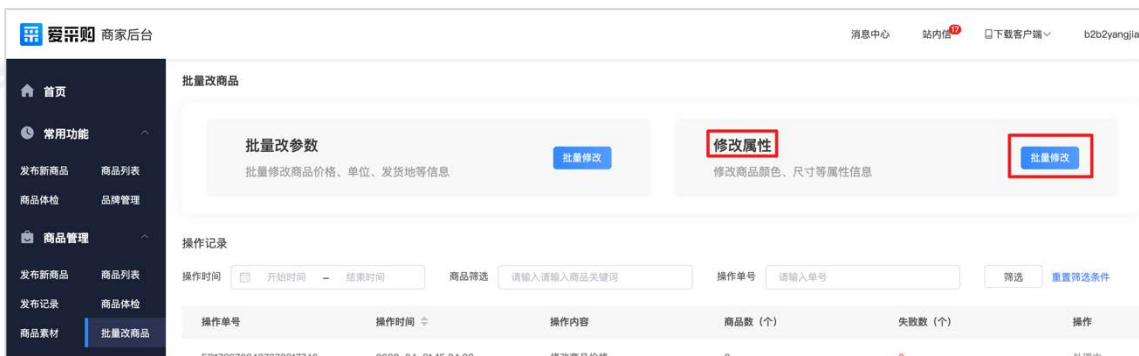 爱采购 商家后台
消息中心 站内信 17 下载客户端 b2b2yangjia
首页
常用功能
发布新商品 商品列表
商品体检 品牌管理
商品管理
发布新商品 商品列表
发布记录 商品体检
商品素材 批量改商品
批量改商品
批量改参数
批量修改商品价格、单位、发货地等信息
批量修改
修改属性
修改商品颜色、尺寸等属性信息
批量修改
操作记录
操作时间 开始时间 – 结束时间 商品筛选 请输入请输入商品关键词 操作单号 请输入单号 筛选 重置筛选条件
操作单号 操作时间 操作内容 商品数（个） 失败数（个） 操作